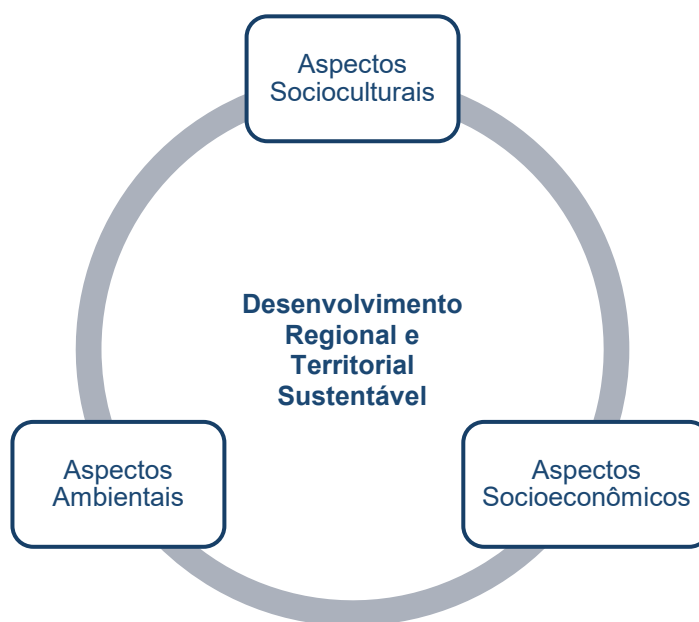 Aspectos
Socioculturais
Desenvolvimento
Regional e
Territorial
Sustentável
Aspectos
Ambientais
Aspectos
Socioeconômicos